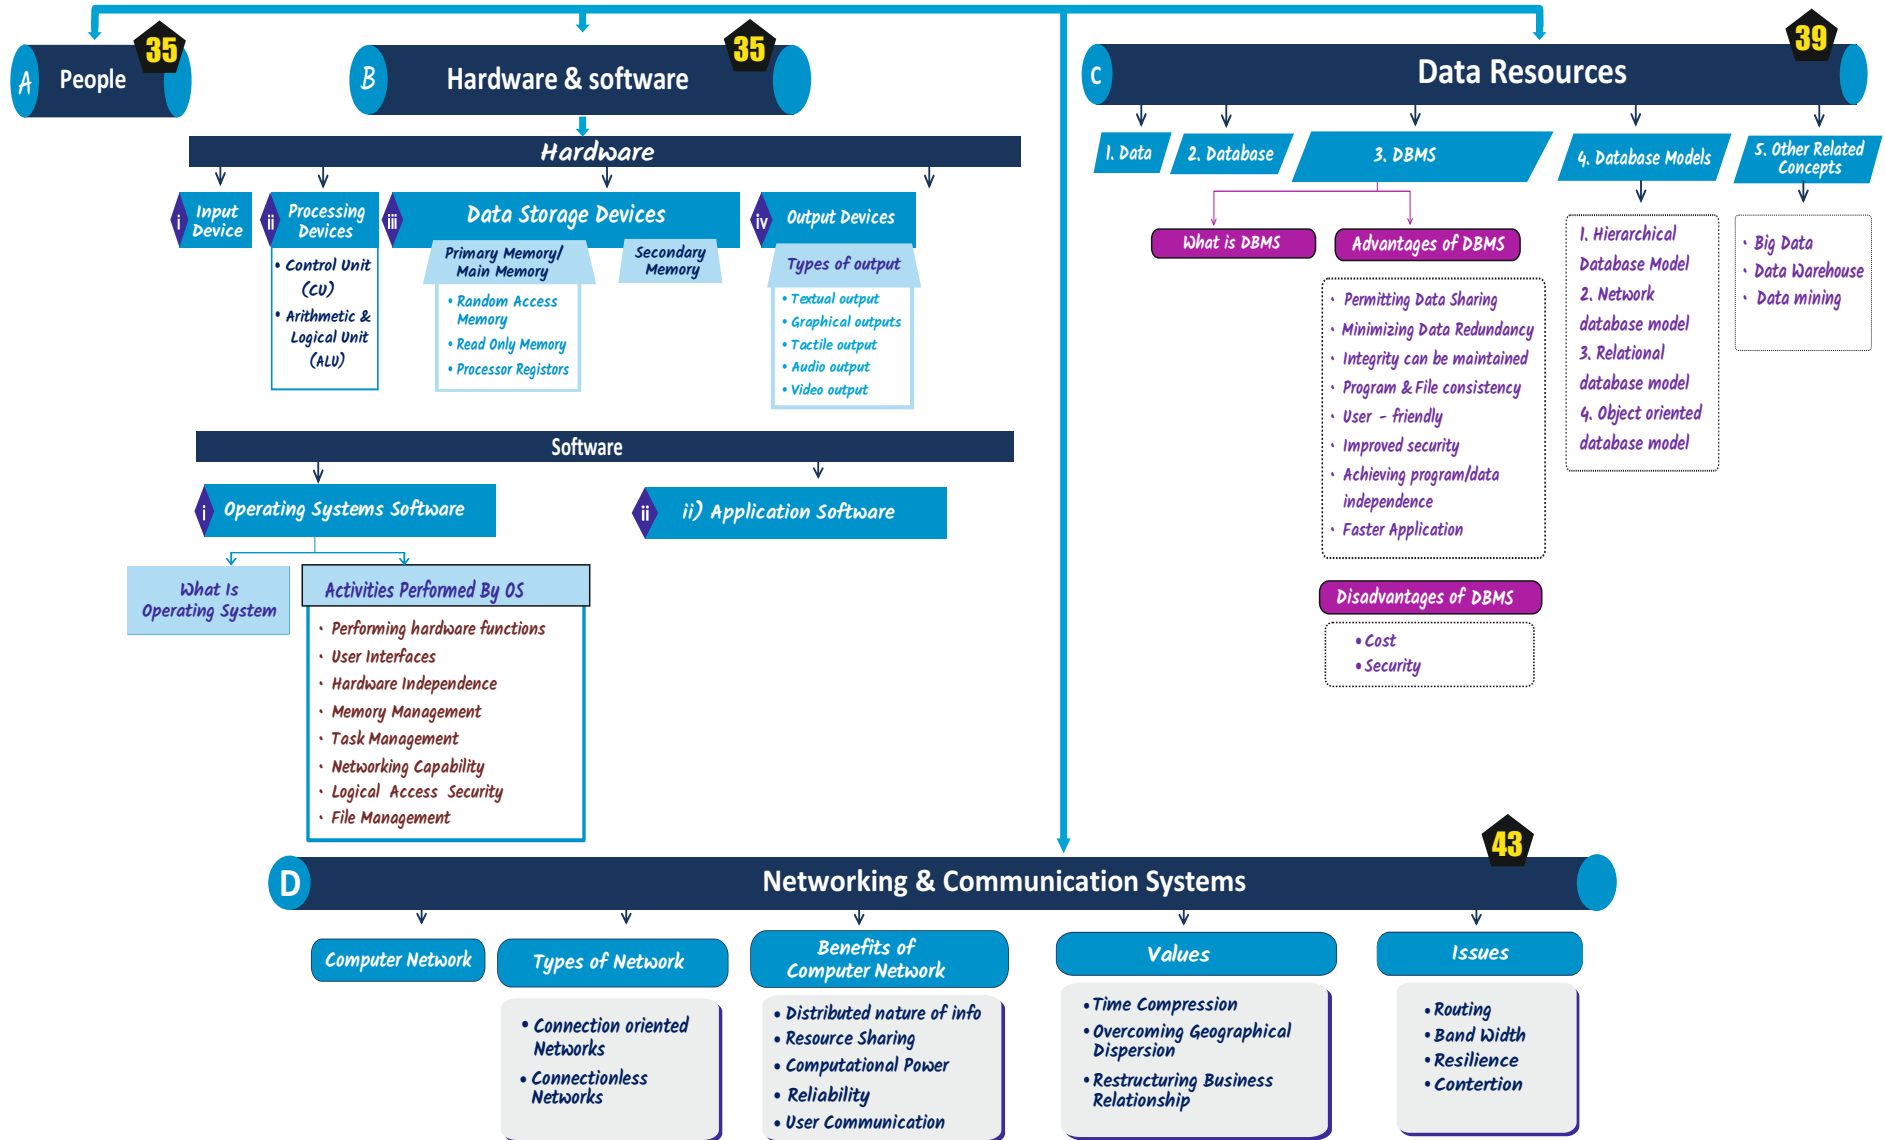 A
People
35
B
Hardware & software
35
Hardware
i
Input
Device
ii
Processing
Devices
• Control Unit
(CU)
• Arithmetic &
Logical Unit
(ALU)
iii
Data Storage Devices
Primary Memory/
Main Memory
• Random Access
Memory
• Read Only Memory
• Processor Registors
Secondary
Memory
iv
Output Devices
Types of output
• Textual output
• Graphical outputs
• Tactile output
• Audio output
• Video output
Software
i
Operating Systems Software
What Is
Operating System
Activities Performed By OS
• Performing hardware functions
• User Interfaces
• Hardware Independence
• Memory Management
• Task Management
• Networking Capability
• Logical Access Security
• File Management
ii
ii) Application Software
C
Data Resources
39
1. Data
2. Database
3. DBMS
What is DBMS
Advantages of DBMS
• Permitting Data Sharing
• Minimizing Data Redundancy
• Integrity can be maintained
• Program & File consistency
• User - friendly
• Improved security
• Achieving program/data
independence
• Faster Application
Disadvantages of DBMS
• Cost
• Security
4. Database Models
1. Hierarchical
Database Model
2. Network
database model
3. Relational
database model
4. Object oriented
database model
5. Other Related
Concepts
• Big Data
• Data Warehouse
• Data mining
D
Networking & Communication Systems
43
Computer Network
Types of Network
• Connection oriented
Networks
• Connectionless
Networks
Benefits of
Computer Network
• Distributed nature of info
• Resource Sharing
• Computational Power
• Reliability
• User Communication
Values
• Time Compression
• Overcoming Geographical
Dispersion
• Restructuring Business
Relationship
Issues
• Routing
• Band Width
• Resilience
• Contertion